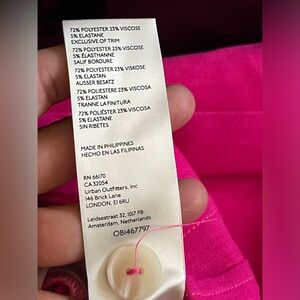 72% POLYESTER 23% VISCOSE
5% ELASTANE
EXCLUSIVE OF TRIM
72% POLYESTER 23% VISCOSE
5% ÉLASTHANNE
SAUF BORDURE
72% POLYESTER 23% VISKOSE
5% ELASTAN
AUSSER BESATZ
72% POLIESTERE 23% VISCOSA
5% ELASTAN
TRANNE LA FINITURA
72% POLIÉSTER 23% VISCOSA
5% ELASTANE
SIN RIBETES
MADE IN PHILIPPINES
HECHO EN LAS FILIPINAS
RN 66170
CA 32054
Urban Outfitters, Inc
146 Brick Lane
LONDON, E1 6RU
Leidsestraat 32, 1017 PB
Amsterdam, Netherlands
OB1467797